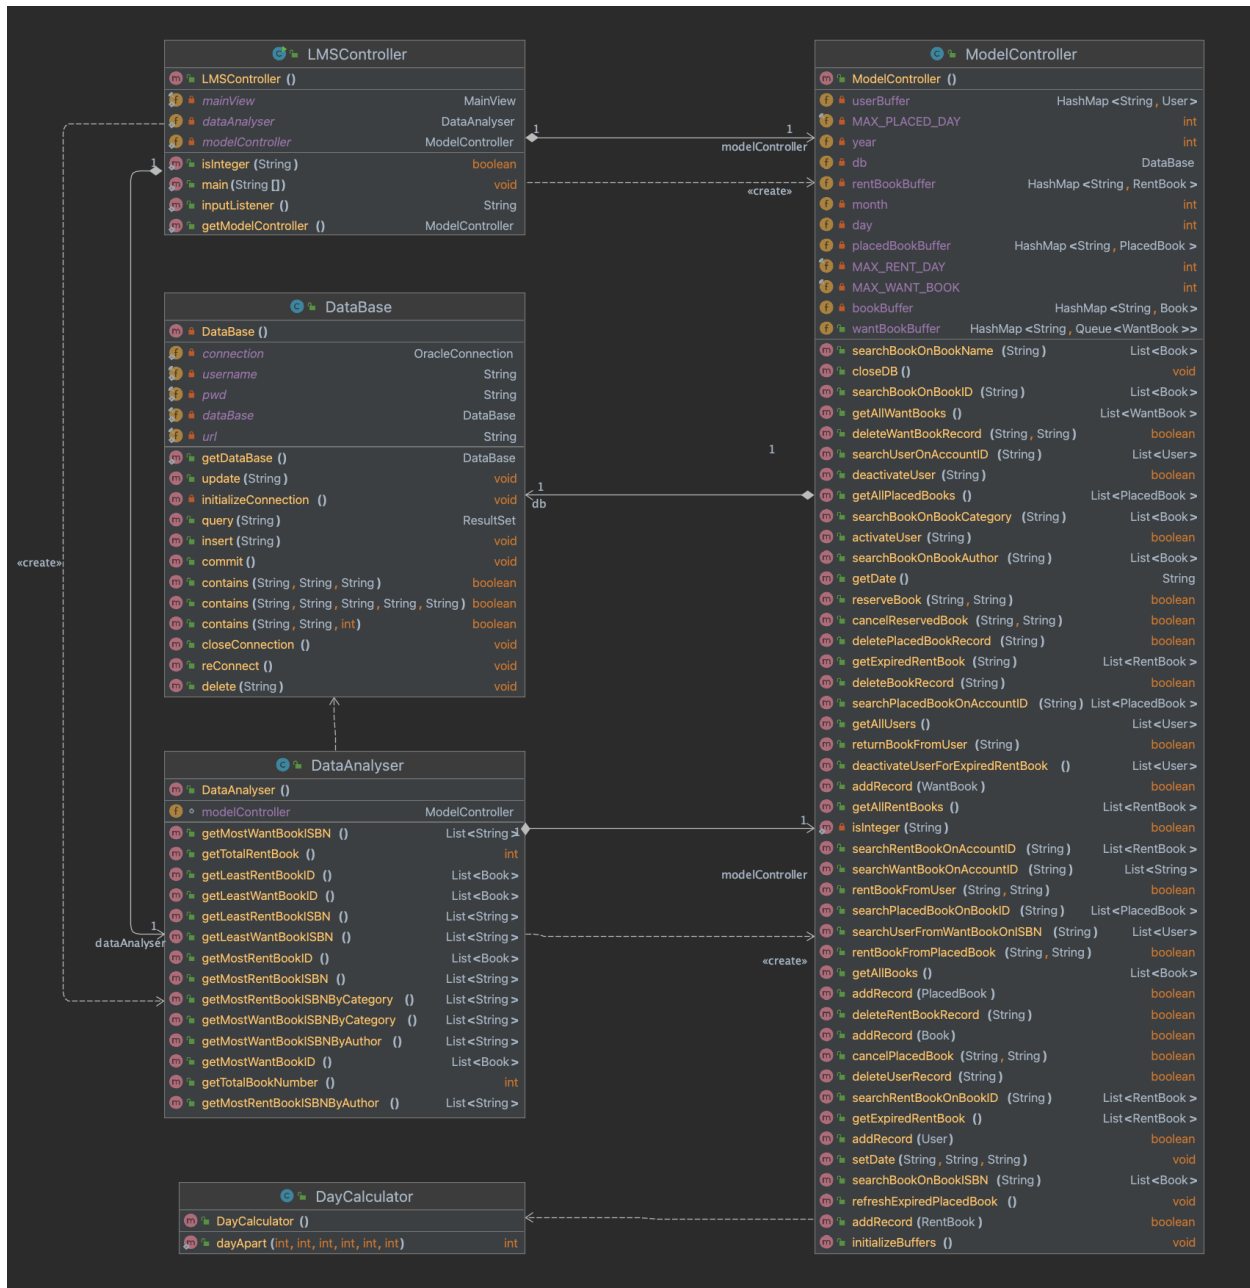 LMSController
LMSController ()
mainView MainView
dataAnalyser DataAnalyser
modelController ModelController
isInteger (String) boolean
main (String []) void
inputListener () String
getModelController () ModelController
1
1
1
modelController
«create»
DataBase
DataBase ()
connection OracleConnection
username String
pwd String
dataBase DataBase
url String
getDataBase () DataBase
update (String) void
initializeConnection () void
query (String) ResultSet
insert (String) void
commit () void
contains (String, String, String) boolean
contains (String, String, String, String, String) boolean
contains (String, String, int) boolean
closeConnection () void
reConnect () void
delete (String) void
1
1
db
«create»
DataAnalyser
DataAnalyser ()
modelController ModelController
getMostWantBookISBN () List<String>
getTotalRentBook () int
getLeastRentBookID () List<Book>
getLeastWantBookID () List<Book>
getLeastRentBookISBN () List<String>
getLeastWantBookISBN () List<String>
getMostRentBookID () List<Book>
getMostRentBookISBN () List<String>
getMostRentBookISBNByCategory () List<String>
getMostWantBookISBNByCategory () List<String>
getMostWantBookISBNByAuthor () List<String>
getMostWantBookID () List<Book>
getTotalBookNumber () int
getMostRentBookISBNByAuthor () List<String>
1
1
modelController
1
dataAnalyser
«create»
DayCalculator
DayCalculator ()
dayApart (int, int, int, int, int, int) int
ModelController
ModelController ()
userBuffer HashMap<String, User>
MAX_PLACED_DAY int
year int
db DataBase
rentBookBuffer HashMap<String, RentBook>
month int
day int
placedBookBuffer HashMap<String, PlacedBook>
MAX_RENT_DAY int
MAX_WANT_BOOK int
bookBuffer HashMap<String, Book>
wantBookBuffer HashMap<String, Queue<WantBook>>
searchBookOnBookName (String) List<Book>
closeDB () void
searchBookOnBookID (String) List<Book>
getAllWantBooks () List<WantBook>
deleteWantBookRecord (String, String) boolean
searchUserOnAccountID (String) List<User>
deactivateUser (String) boolean
getAllPlacedBooks () List<PlacedBook>
searchBookOnBookCategory (String) List<Book>
activateUser (String) boolean
searchBookOnBookAuthor (String) List<Book>
getDate () String
reserveBook (String, String) boolean
cancelReservedBook (String, String) boolean
deletePlacedBookRecord (String) boolean
getExpiredRentBook (String) List<RentBook>
deleteBookRecord (String) boolean
searchPlacedBookOnAccountID (String) List<PlacedBook>
getAllUsers () List<User>
returnBookFromUser (String) boolean
deactivateUserForExpiredRentBook () List<User>
addRecord (WantBook) boolean
getAllRentBooks () List<RentBook>
isInteger (String) boolean
searchRentBookOnAccountID (String) List<RentBook>
searchWantBookOnAccountID (String) List<String>
rentBookFromUser (String, String) boolean
searchPlacedBookOnBookID (String) List<PlacedBook>
searchUserFromWantBookOnISBN (String) List<User>
rentBookFromPlacedBook (String, String) boolean
getAllBooks () List<Book>
addRecord (PlacedBook) boolean
deleteRentBookRecord (String) boolean
addRecord (Book) boolean
cancelPlacedBook (String, String) boolean
deleteUserRecord (String) boolean
searchRentBookOnBookID (String) List<RentBook>
getExpiredRentBook () List<RentBook>
addRecord (User) boolean
setDate (String, String, String) void
searchBookOnBookISBN (String) List<Book>
refreshExpiredPlacedBook () void
addRecord (RentBook) boolean
initializeBuffers () void